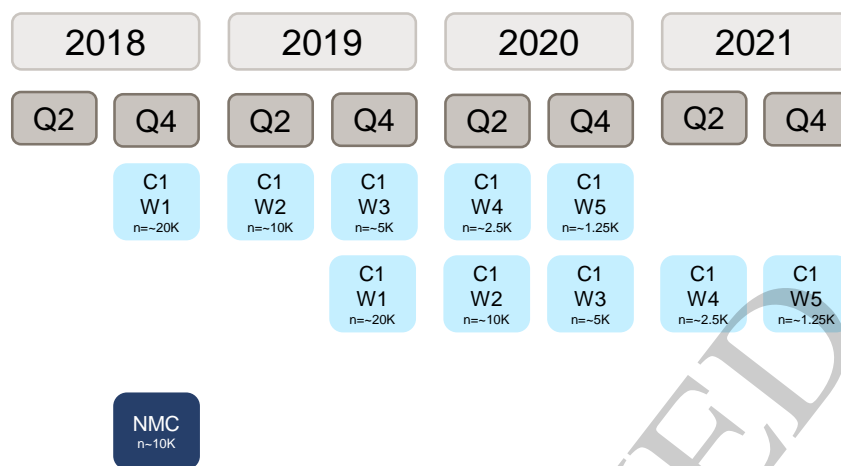 2018 2019 2020 2021
Q2 Q4 Q2 Q4 Q2 Q4 Q2 Q4
C1 C1 C1 C1 C1
W1 W2 W3 W4 W5
n=~20K n=~10K n=~5K n=~2.5K n=~1.25K
C1 C1 C1 C1 C1
W1 W2 W3 W4 W5
n=~20K n=~10K n=~5K n=~2.5K n=~1.25K
NMC
n~10K